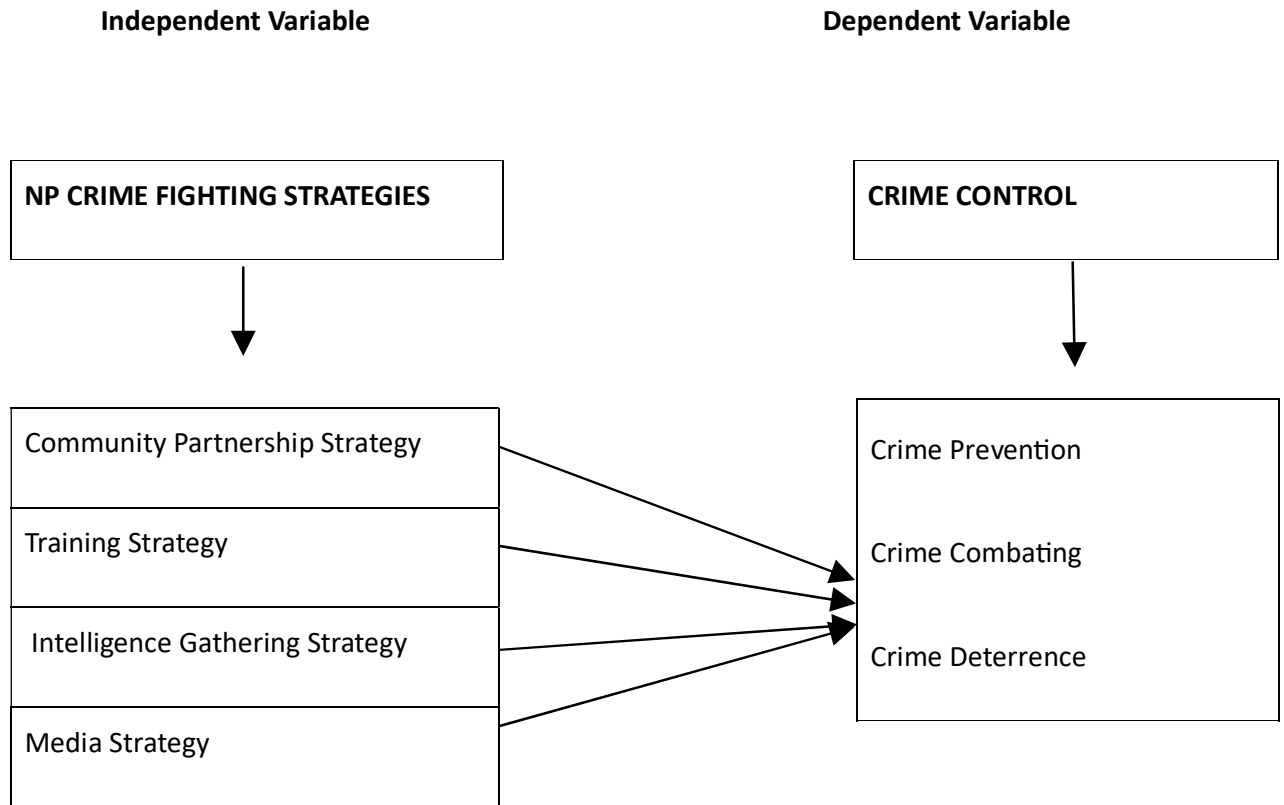 Independent Variable
Dependent Variable
NP CRIME FIGHTING STRATEGIES
CRIME CONTROL
Community Partnership Strategy
Training Strategy
Intelligence Gathering Strategy
Media Strategy
Crime Prevention
Crime Combating
Crime Deterrence